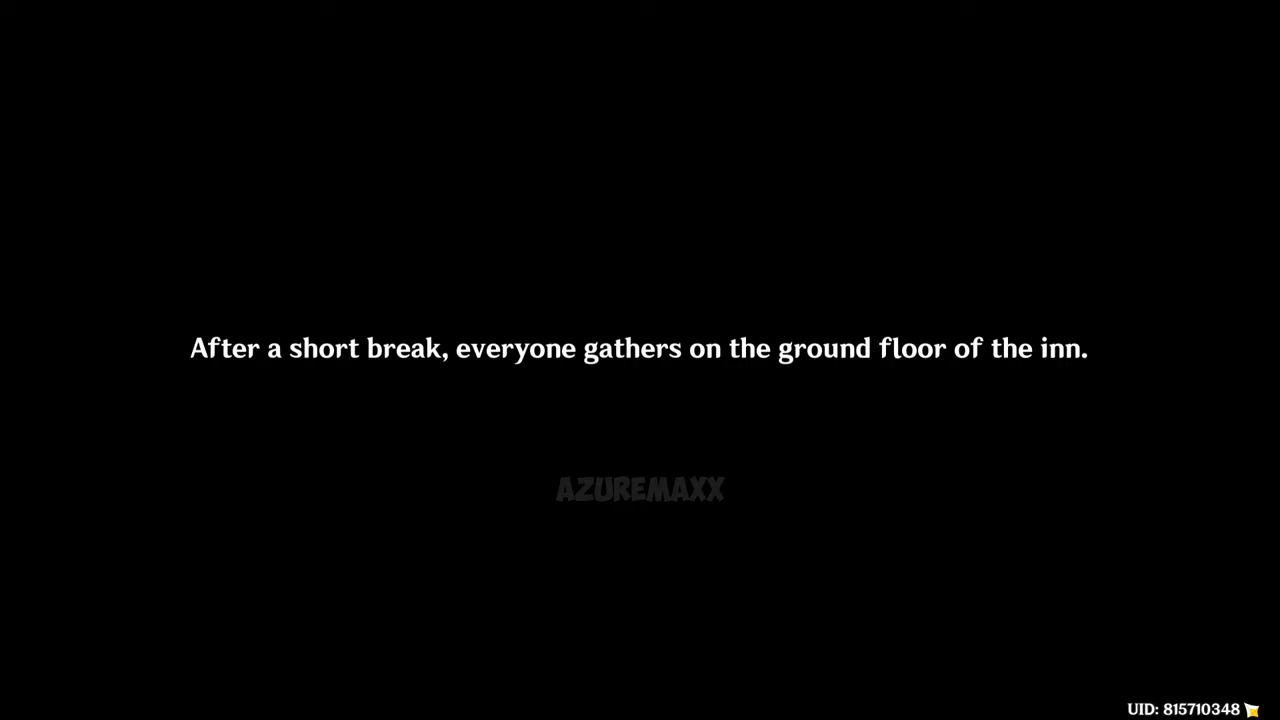 After a short break, everyone gathers on the ground floor of the inn.
AZUREMAXX
UID: 815710348